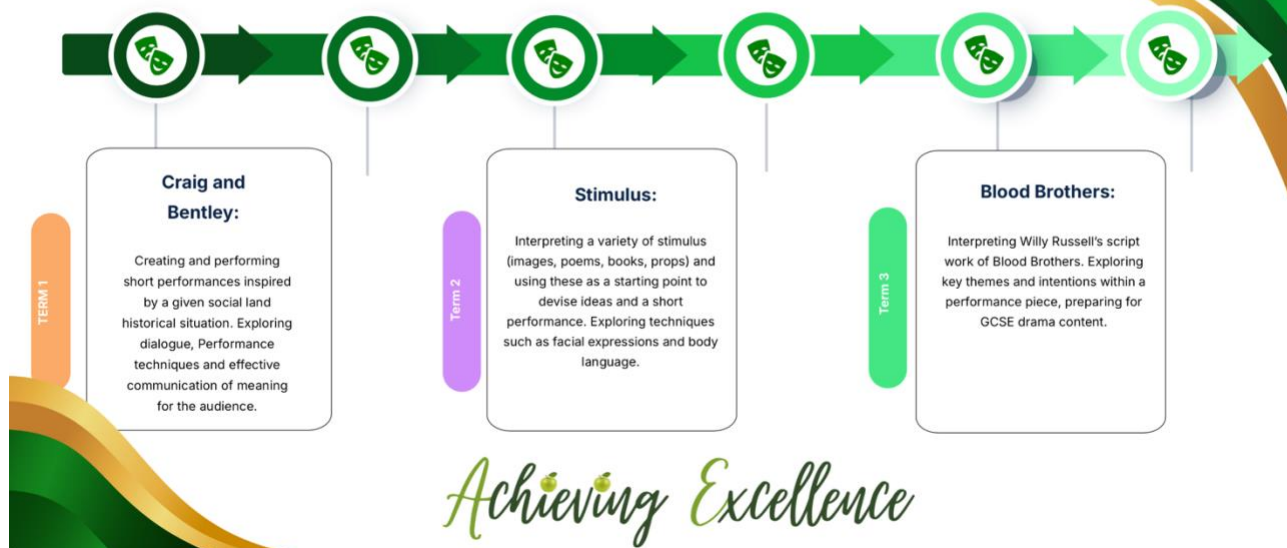 TERM 1
Craig and
Bentley:
Creating and performing
short performances inspired
by a given social land
historical situation. Exploring
dialogue, Performance
techniques and effective
communication of meaning
for the audience.
Term 2
Stimulus:
Interpreting a variety of stimulus
(images, poems, books, props) and
using these as a starting point to
devise ideas and a short
performance. Exploring techniques
such as facial expressions and body
language.
Term 3
Blood Brothers:
Interpreting Willy Russell’s script
work of Blood Brothers. Exploring
key themes and intentions within a
performance piece, preparing for
GCSE drama content.
Achieving Excellence